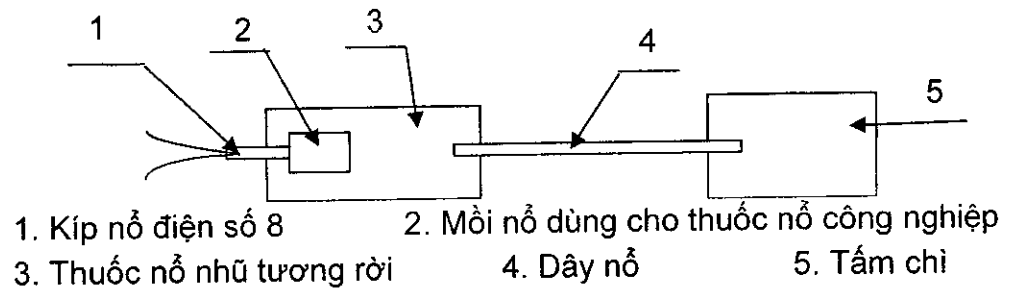 1 2 3 4 5
1. Kíp nổ điện số 8 2. Mồi nổ dùng cho thuốc nổ công nghiệp
3. Thuốc nổ nhũ tương rời 4. Dây nổ 5. Tấm chì